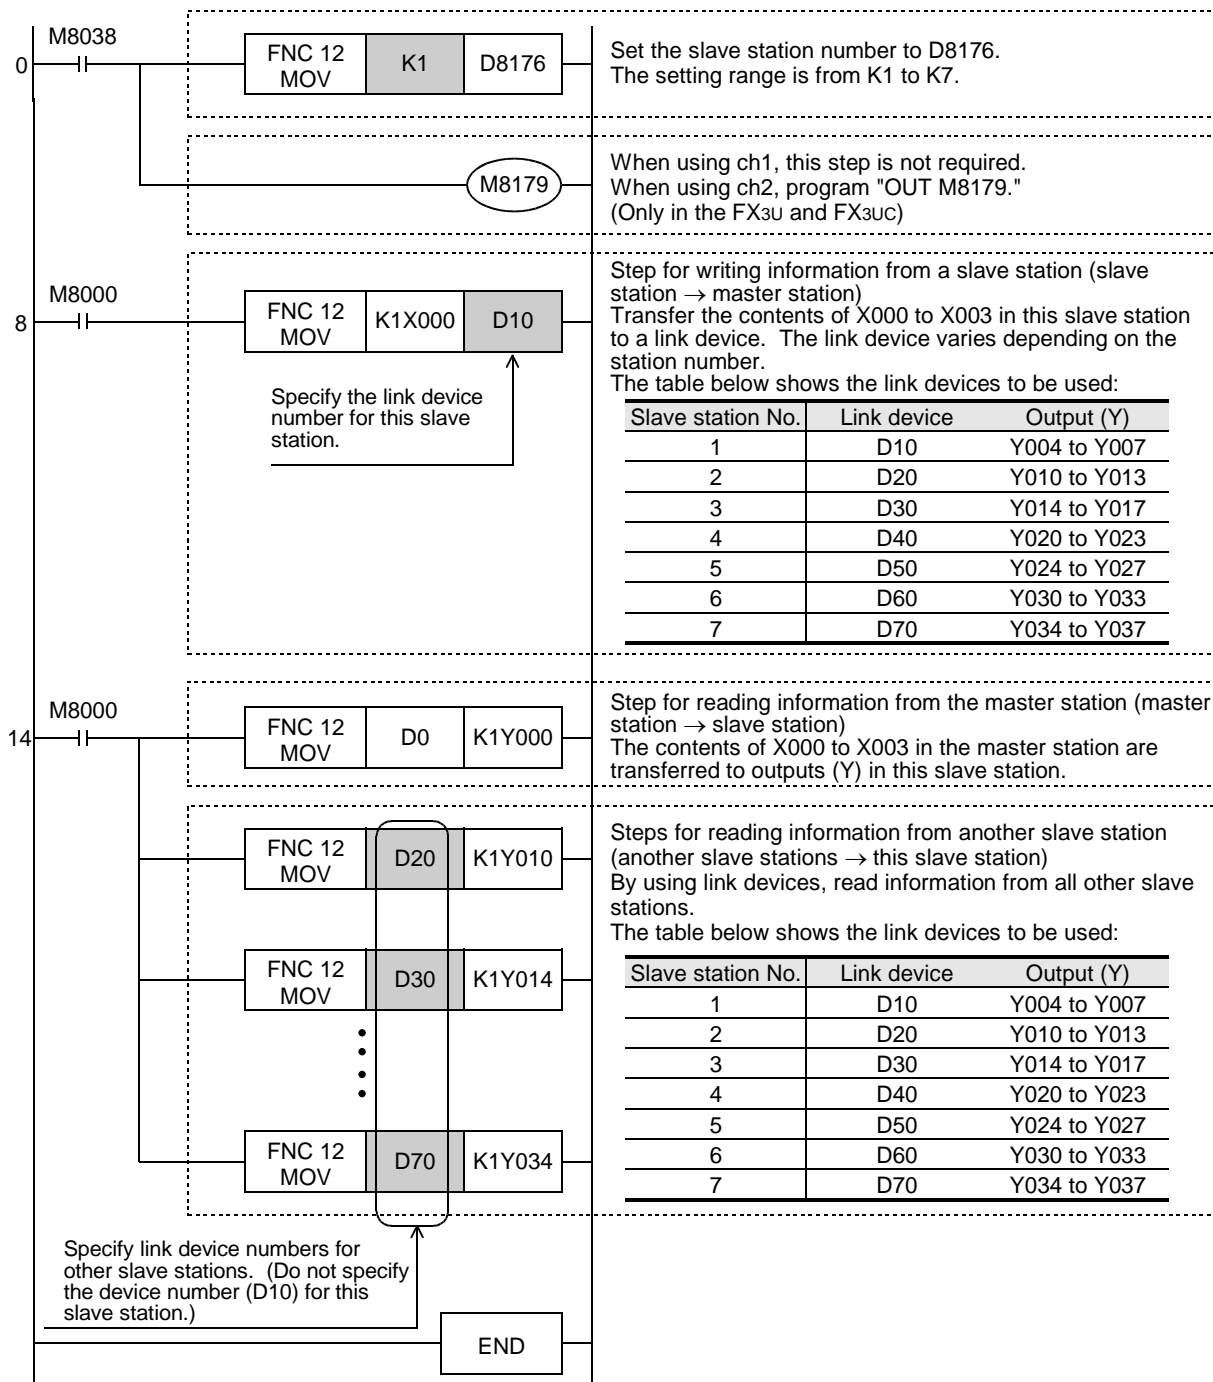 M8038
0
FNC 12
MOV
K1
D8176
Set the slave station number to D8176.
The setting range is from K1 to K7.
M8179
When using ch1, this step is not required.
When using ch2, program "OUT M8179."
(Only in the FX3U and FX3UC)
M8000
8
FNC 12
MOV
K1X000
D10
Specify the link device
number for this slave
station.
Step for writing information from a slave station (slave
station → master station)
Transfer the contents of X000 to X003 in this slave station
to a link device. The link device varies depending on the
station number.
The table below shows the link devices to be used:
Slave station No. Link device Output (Y)
1 D10 Y004 to Y007
2 D20 Y010 to Y013
3 D30 Y014 to Y017
4 D40 Y020 to Y023
5 D50 Y024 to Y027
6 D60 Y030 to Y033
7 D70 Y034 to Y037
M8000
14
FNC 12
MOV
D0
K1Y000
Step for reading information from the master station (master
station → slave station)
The contents of X000 to X003 in the master station are
transferred to outputs (Y) in this slave station.
FNC 12
MOV
D20
K1Y010
FNC 12
MOV
D30
K1Y014
FNC 12
MOV
D70
K1Y034
Steps for reading information from another slave station
(another slave stations → this slave station)
By using link devices, read information from all other slave
stations.
The table below shows the link devices to be used:
Slave station No. Link device Output (Y)
1 D10 Y004 to Y007
2 D20 Y010 to Y013
3 D30 Y014 to Y017
4 D40 Y020 to Y023
5 D50 Y024 to Y027
6 D60 Y030 to Y033
7 D70 Y034 to Y037
Specify link device numbers for
other slave stations. (Do not specify
the device number (D10) for this
slave station.)
END